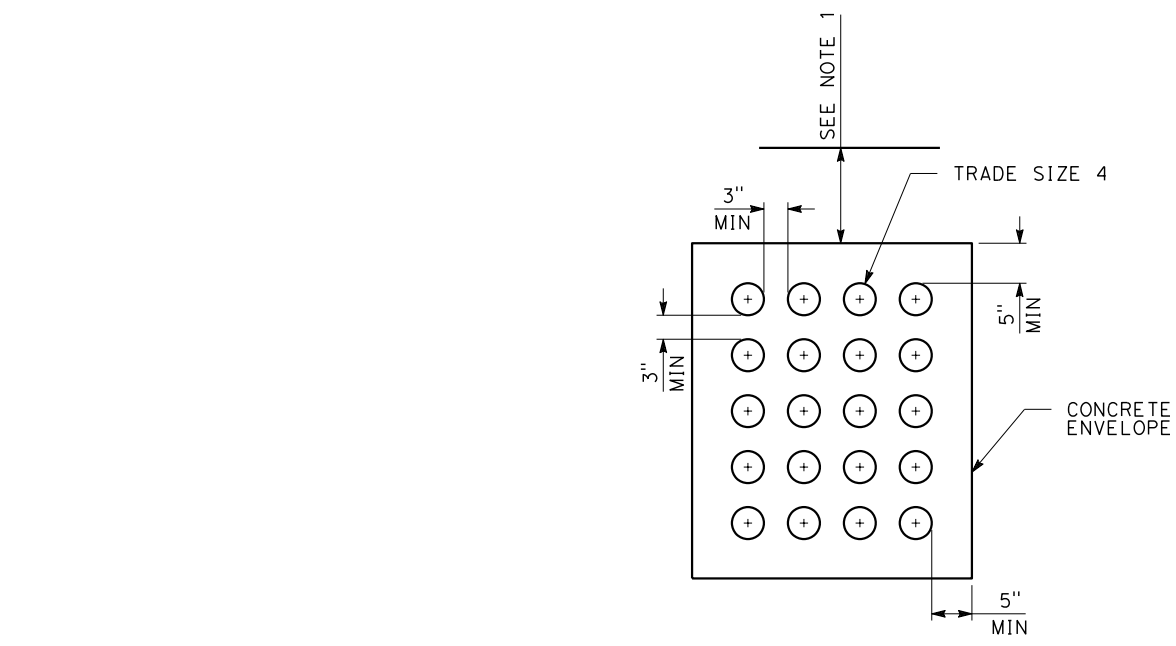 SEE NOTE 1
TRADE SIZE 4
3"
MIN
5"
MIN
3"
MIN
CONCRETE
ENVELOPE
5"
MIN